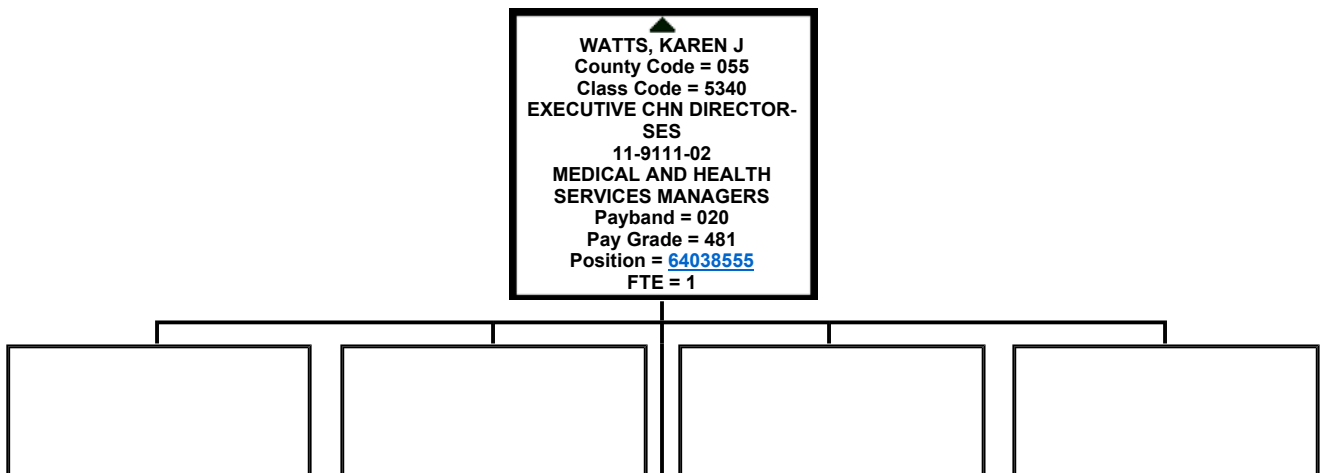 WATTS, KAREN J
County Code = 055
Class Code = 5340
EXECUTIVE CHN DIRECTOR-
SES
11-9111-02
MEDICAL AND HEALTH
SERVICES MANAGERS
Payband = 020
Pay Grade = 481
Position = 64038555
FTE = 1